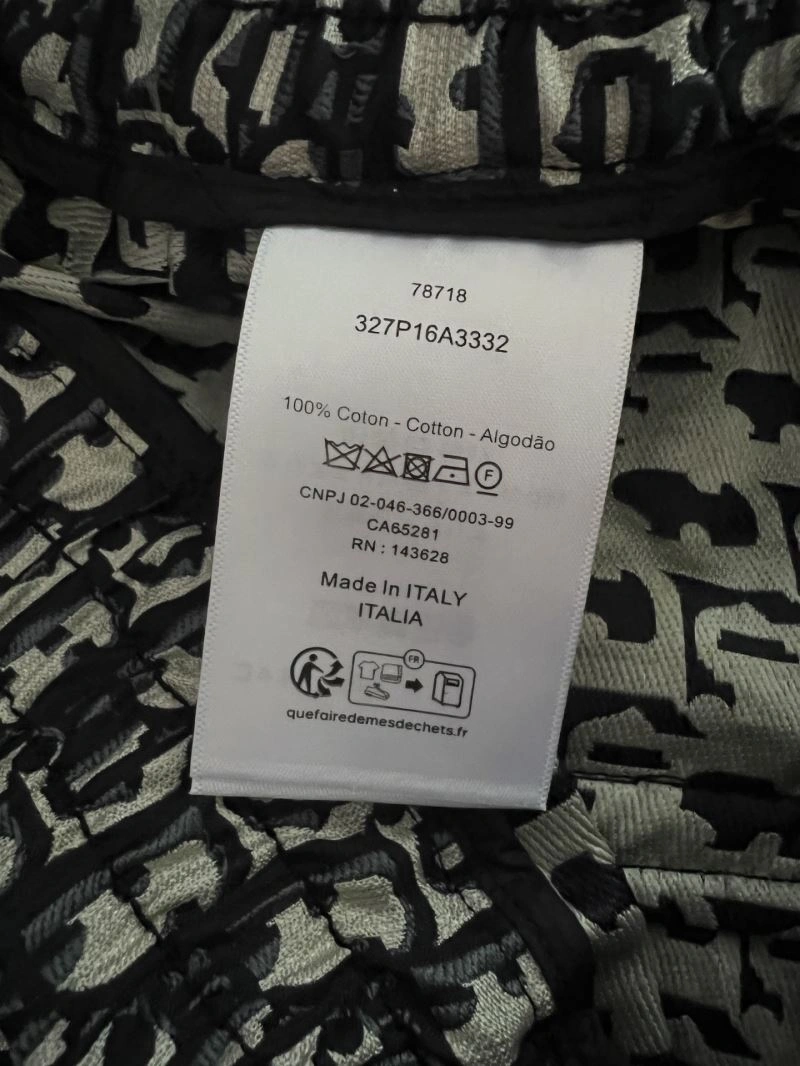 78718
327P16A3332
100% Coton - Cotton - Algodão
F
CNPJ 02-046-366/0003-99
CA65281
RN : 143628
Made In ITALY
ITALIA
FR
quefairedemesdechets.fr